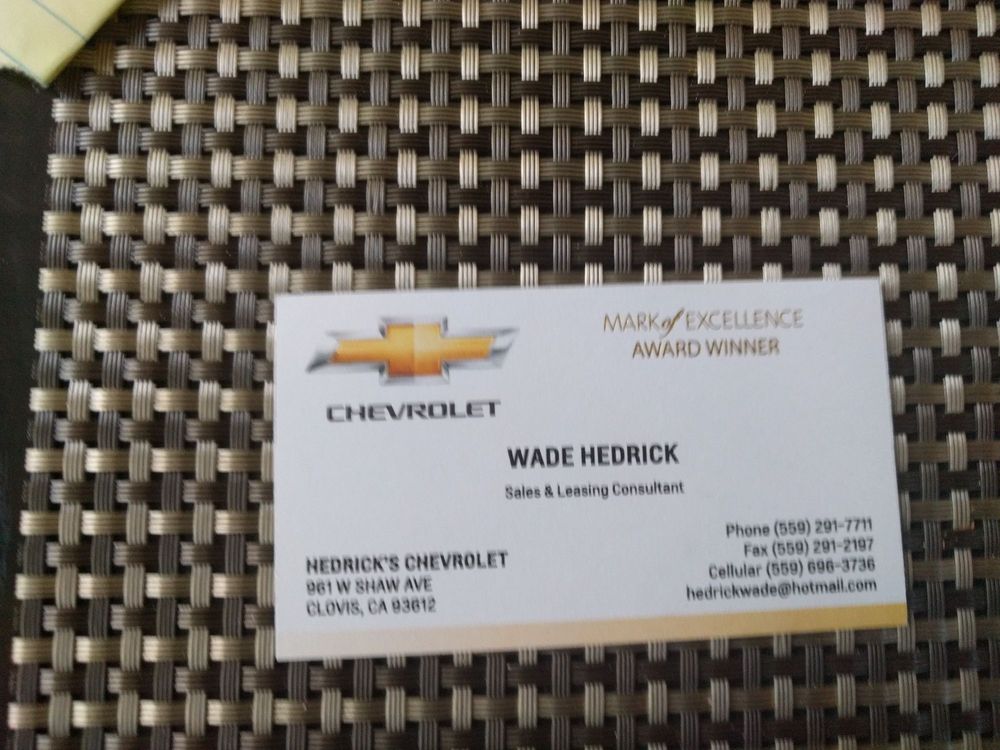 CHEVROLET
MARK of EXCELLENCE
AWARD WINNER
WADE HEDRICK
Sales & Leasing Consultant
HEDRICK'S CHEVROLET
961 W SHAW AVE
CLOVIS, CA 93612
Phone (559) 291-7711
Fax (559) 291-2197
Cellular (559) 696-3736
hedrickwade@hotmail.com